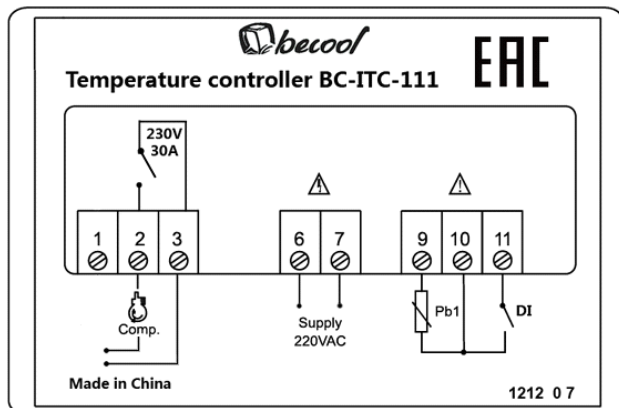 becool
EAC
Temperature controller BC-ITC-111
230V
30A
1 2 3 6 7 9 10 11
Comp.
Supply
220VAC
Pb1
DI
Made in China
1212 0 7